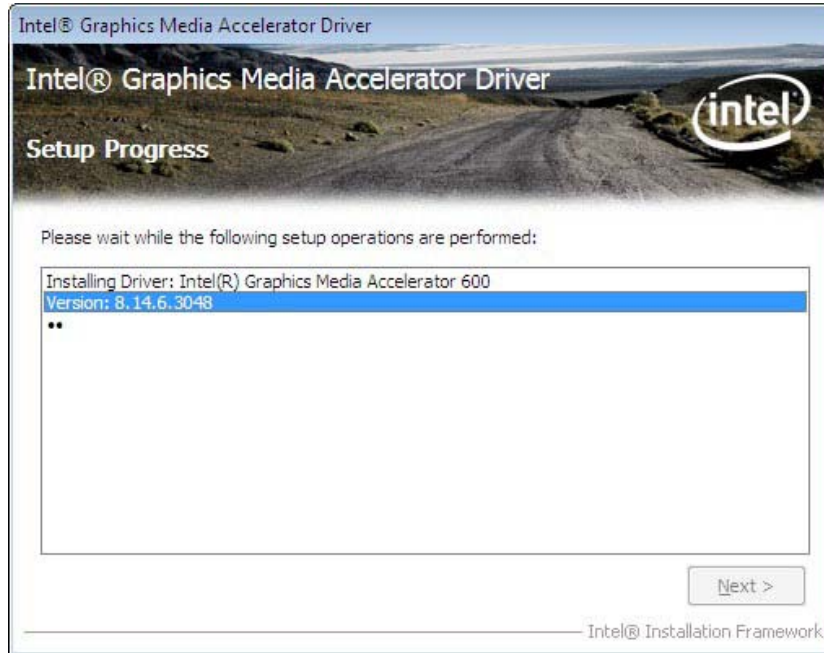 Intel® Graphics Media Accelerator Driver
Intel® Graphics Media Accelerator Driver
intel
Setup Progress
Please wait while the following setup operations are performed:
Installing Driver: Intel(R) Graphics Media Accelerator 600
Version: 8.14.6.3048
••
Next >
Intel® Installation Framework